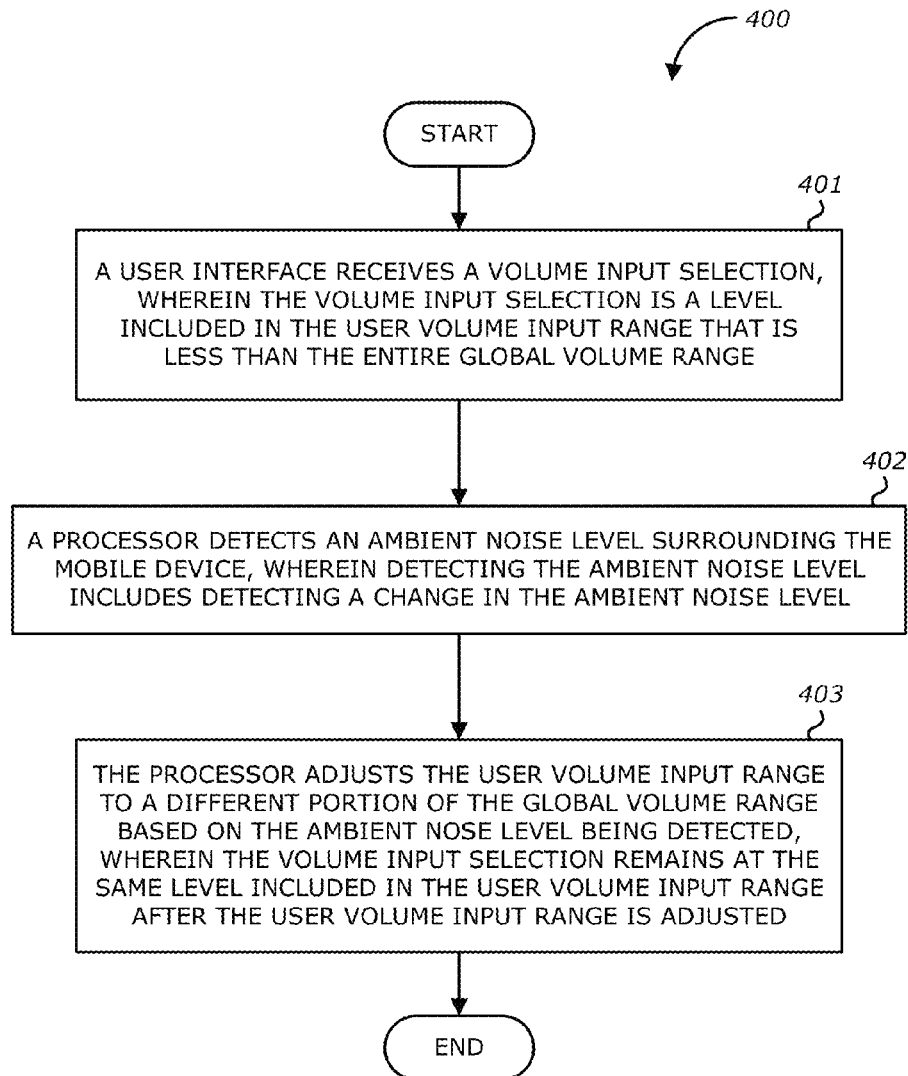 400
START
401
A USER INTERFACE RECEIVES A VOLUME INPUT SELECTION,
WHEREIN THE VOLUME INPUT SELECTION IS A LEVEL
INCLUDED IN THE USER VOLUME INPUT RANGE THAT IS
LESS THAN THE ENTIRE GLOBAL VOLUME RANGE
402
A PROCESSOR DETECTS AN AMBIENT NOISE LEVEL SURROUNDING THE
MOBILE DEVICE, WHEREIN DETECTING THE AMBIENT NOISE LEVEL
INCLUDES DETECTING A CHANGE IN THE AMBIENT NOISE LEVEL
403
THE PROCESSOR ADJUSTS THE USER VOLUME INPUT RANGE
TO A DIFFERENT PORTION OF THE GLOBAL VOLUME RANGE
BASED ON THE AMBIENT NOSE LEVEL BEING DETECTED,
WHEREIN THE VOLUME INPUT SELECTION REMAINS AT THE
SAME LEVEL INCLUDED IN THE USER VOLUME INPUT RANGE
AFTER THE USER VOLUME INPUT RANGE IS ADJUSTED
END